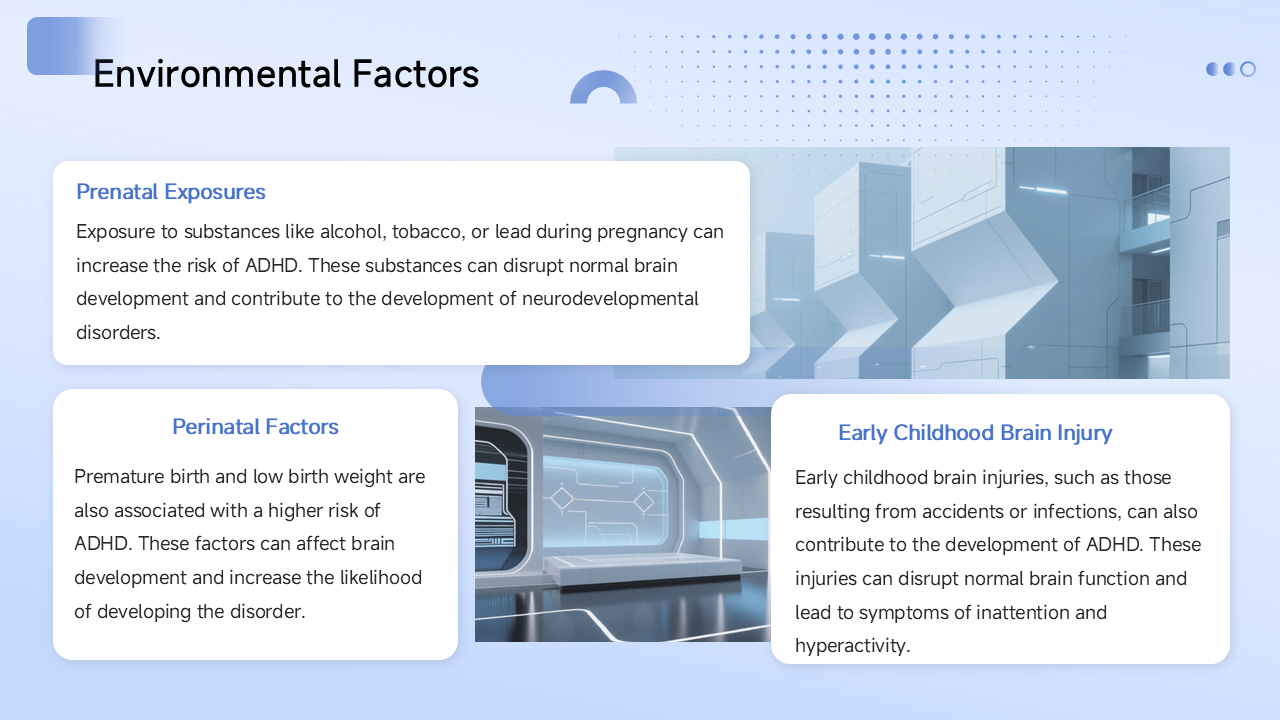 Environmental Factors
Prenatal Exposures
Exposure to substances like alcohol, tobacco, or lead during pregnancy can
increase the risk of ADHD. These substances can disrupt normal brain
development and contribute to the development of neurodevelopmental
disorders.
Perinatal Factors
Premature birth and low birth weight are
also associated with a higher risk of
ADHD. These factors can affect brain
development and increase the likelihood
of developing the disorder.
Early Childhood Brain Injury
Early childhood brain injuries, such as those
resulting from accidents or infections, can also
contribute to the development of ADHD. These
injuries can disrupt normal brain function and
lead to symptoms of inattention and
hyperactivity.